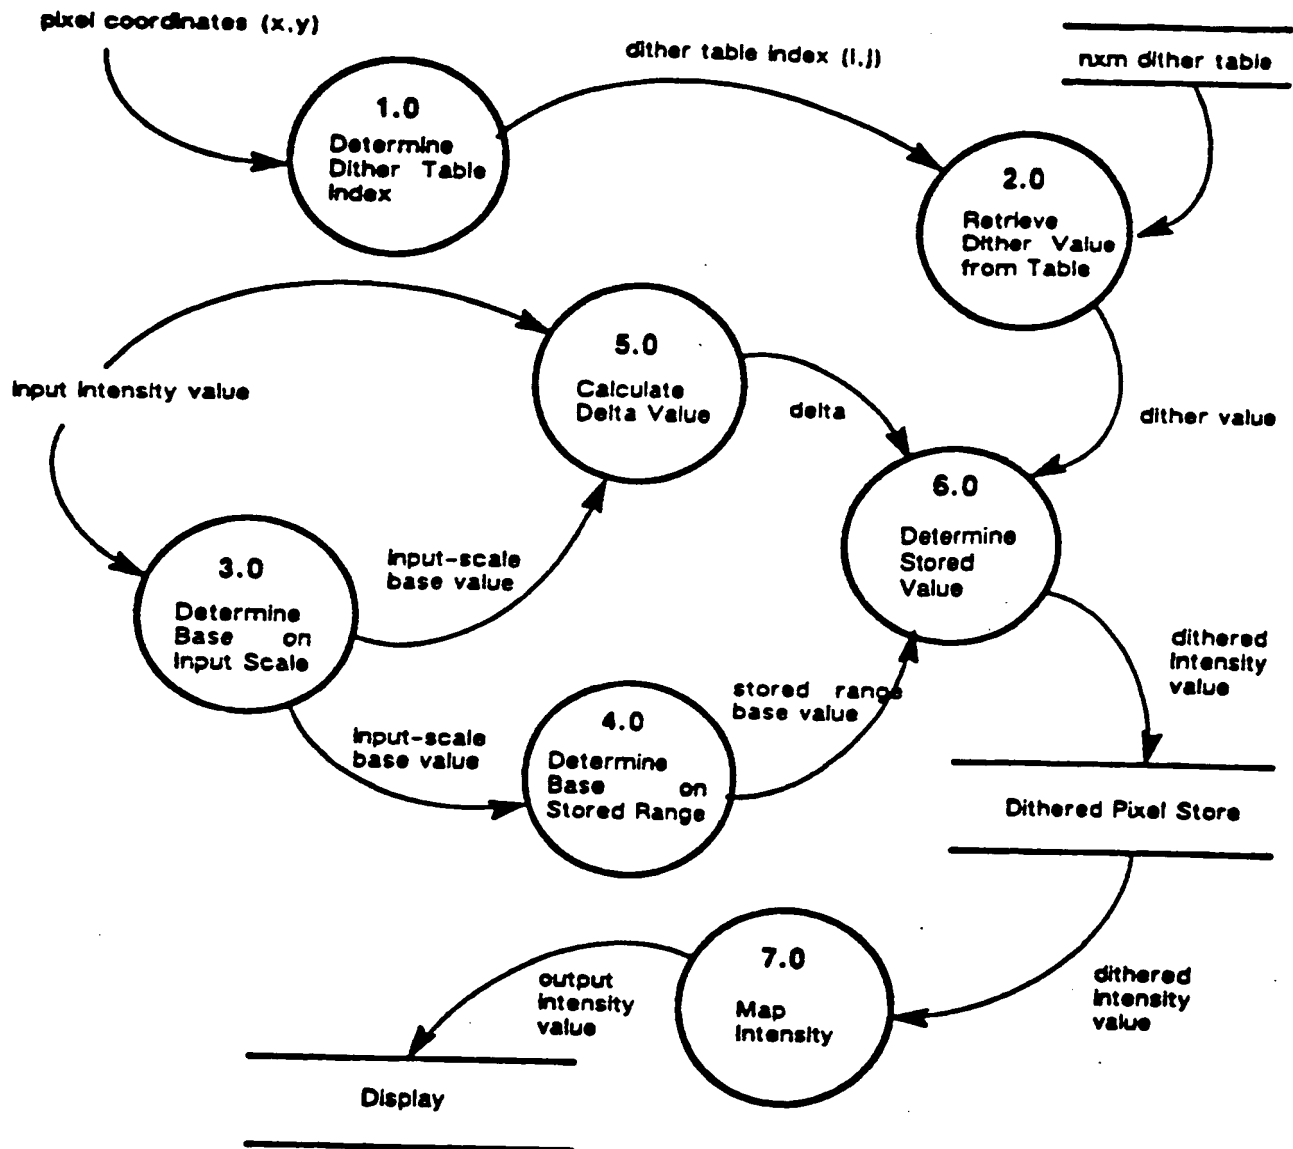 pixel coordinates (x,y)
dither table index (i,j)
nxm dither table
1.0
Determine
Dither Table
Index
2.0
Retrieve
Dither Value
from Table
input intensity value
5.0
Calculate
Delta Value
delta
dither value
6.0
Determine
Stored
Value
3.0
Determine
Base on
Input Scale
input-scale
base value
input-scale
base value
4.0
Determine
Base on
Stored Range
stored range
base value
dithered
intensity
value
Dithered Pixel Store
7.0
Map
Intensity
dithered
intensity
value
output
intensity
value
Display